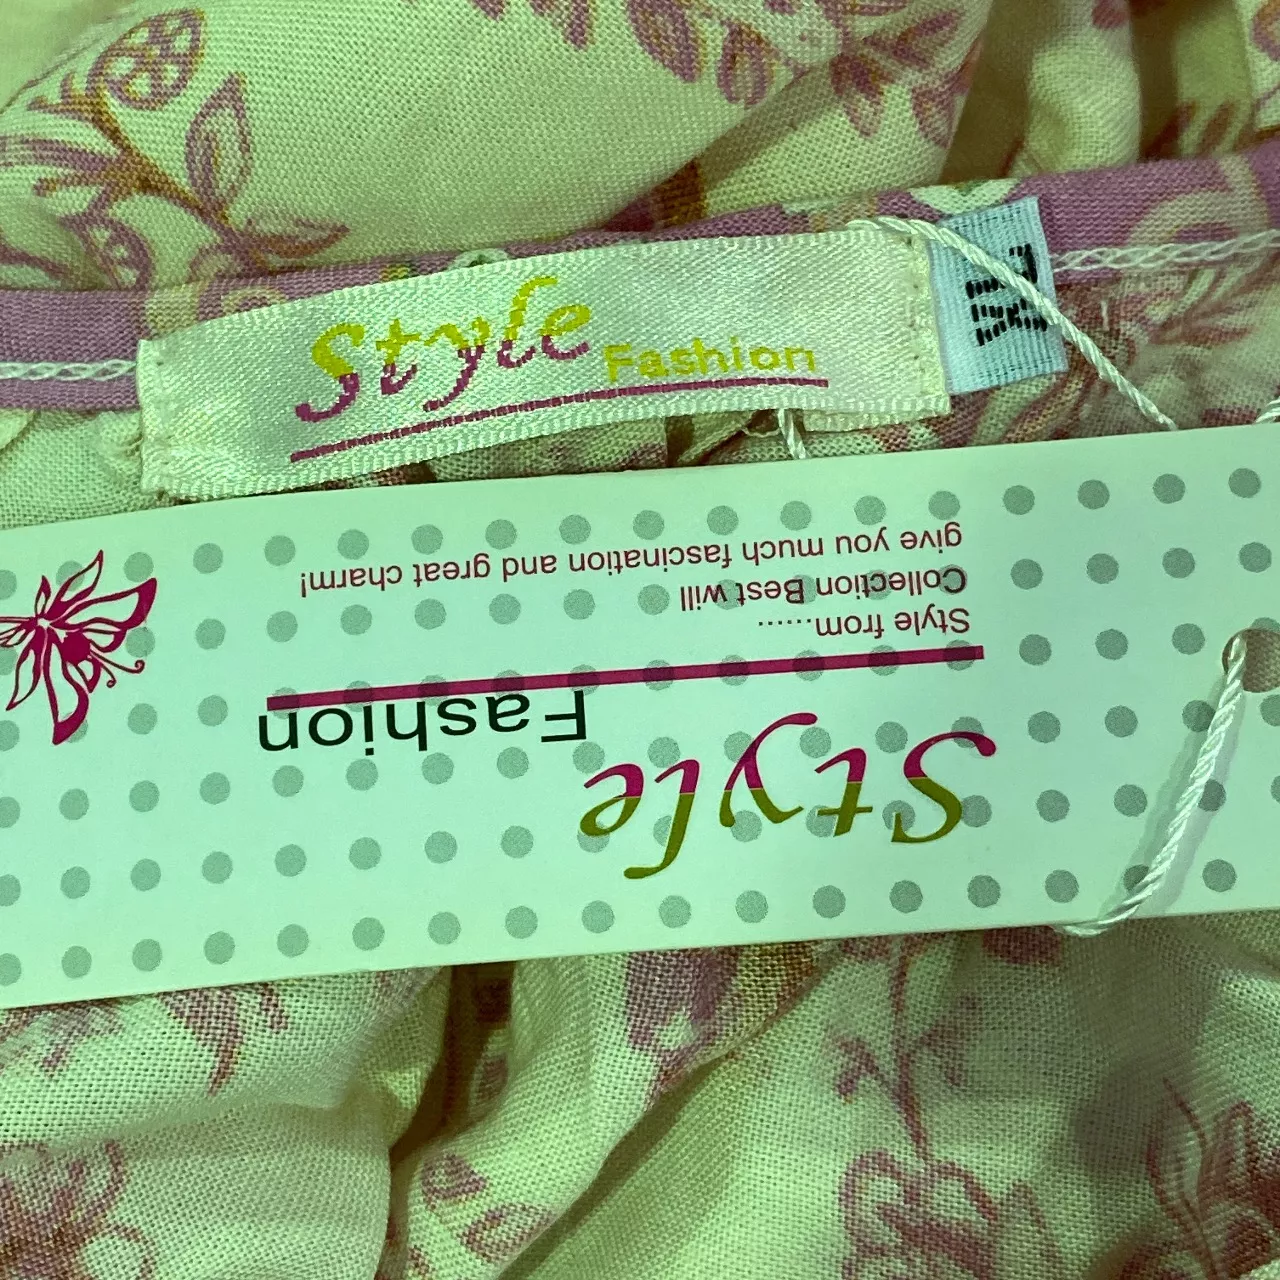 Style Fashion
XL
Style
Fashion
Style from......
Collection Best will
give you much fascination and great charm!